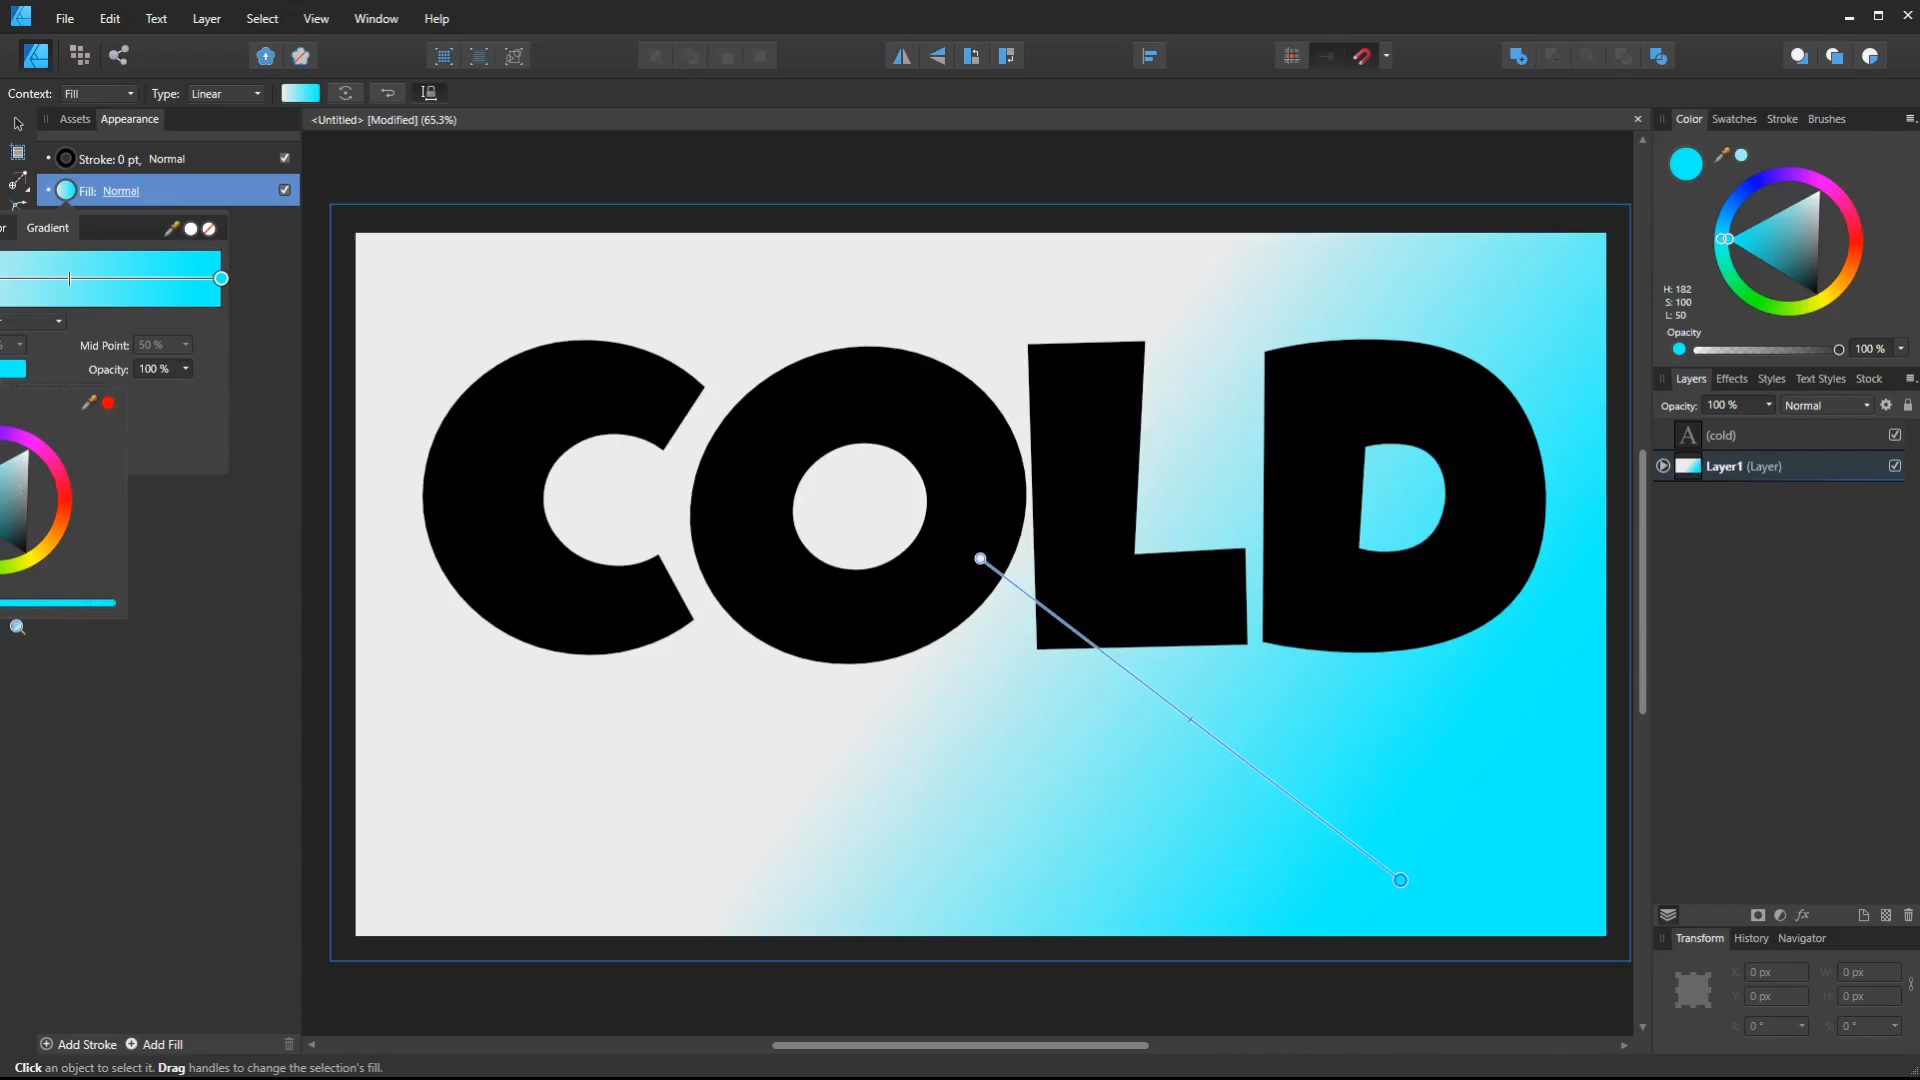 File Edit Text Layer Select View Window Help
Context: Fill Type: Linear
Assets Appearance
<Untitled> [Modified] (65.3%)
Color Swatches Stroke Brushes
Stroke: 0 pt, Normal
Fill: Normal
or Gradient
Mid Point: 50 %
Opacity: 100 %
H: 182
S: 100
L: 50
Opacity
100 %
Layers Effects Styles Text Styles Stock
Opacity: 100 % Normal
A (cold)
Layer1 (Layer)
COLD
Transform History Navigator
X: 0 px W: 0 px
Y: 0 px H: 0 px
R: 0 ° S: 0 °
Add Stroke Add Fill
Click an object to select it. Drag handles to change the selection's fill.